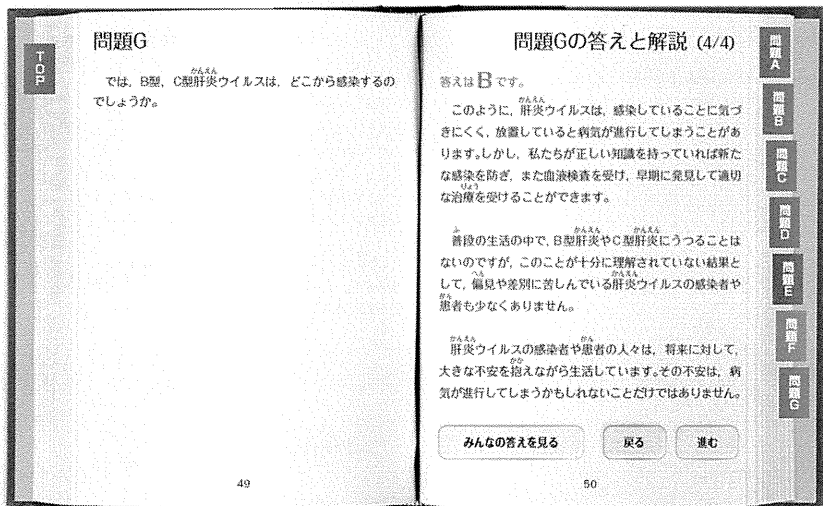 TOP
問題G
では，B型，C型肝炎ウイルスは，どこから感染するの
でしょうか。
49
問題Gの答えと解説 (4/4)
答えはBです。
このように，肝炎ウイルスは，感染していることに気づ
きにくく，放置していると病気が進行してしまうことがあ
ります。しかし，私たちが正しい知識を持っていれば新た
な感染を防ぎ，また血液検査を受け，早期に発見して適切
な治療を受けることができます。
普段の生活の中で，B型肝炎やC型肝炎にうつることは
ないのですが，このことが十分に理解されていない結果と
して，偏見や差別に苦しんでいる肝炎ウイルスの感染者や
患者も少なくありません。
肝炎ウイルスの感染者や患者の人々は，将来に対して，
大きな不安を抱えながら生活しています。その不安は，病
気が進行してしまうかもしれないことだけではありません。
みんなの答えを見る
戻る
進む
50
問題A
問題B
問題C
問題D
問題E
問題F
問題G